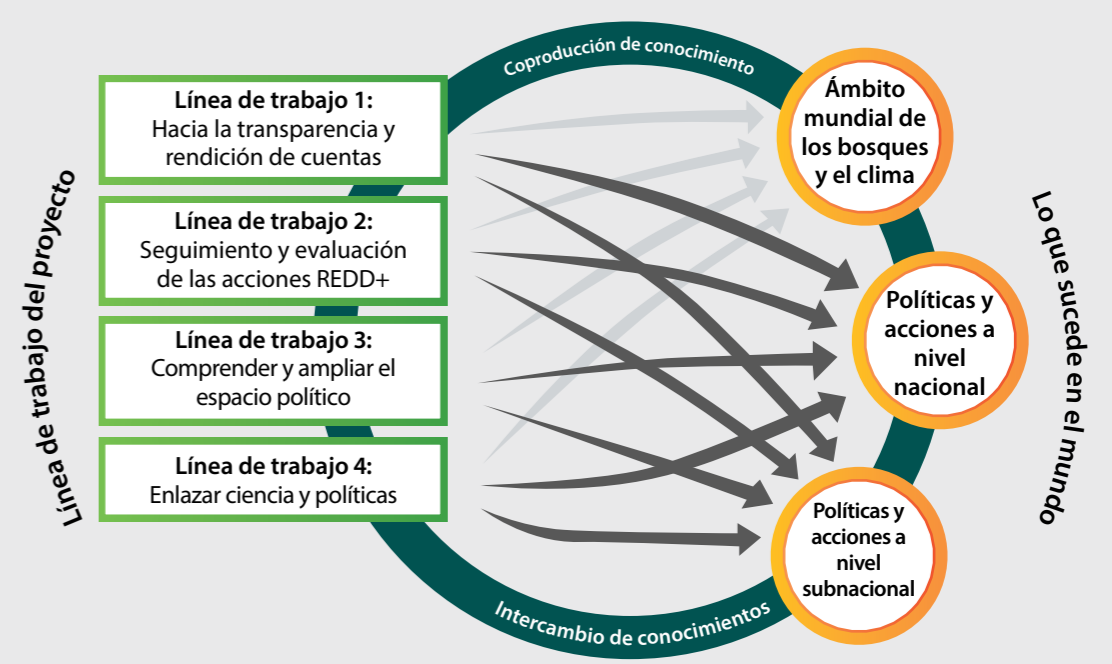 Coproducción de conocimiento
Línea de trabajo del proyecto
Línea de trabajo 1:
Hacia la transparencia y
rendición de cuentas
Línea de trabajo 2:
Seguimiento y evaluación
de las acciones REDD+
Línea de trabajo 3:
Comprender y ampliar el
espacio político
Línea de trabajo 4:
Enlazar ciencia y políticas
Ámbito
mundial de
los bosques
y el clima
Políticas y
acciones a
nivel
nacional
Políticas y
acciones a
nivel
subnacional
Lo que sucede en el mundo
Intercambio de conocimientos